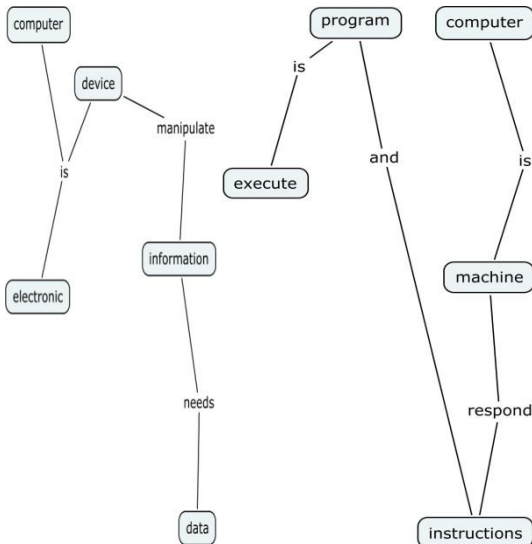 computer
device
manipulate
is
information
electronic
needs
data
program
computer
is
and
is
execute
machine
respond
instructions